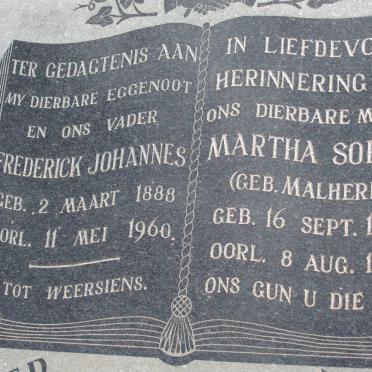 TER GEDAGTENIS AAN
MY DIERBARE EGGENOOT
EN ONS VADER
FREDERICK JOHANNES
GEB. 2 MAART 1888
OORL. 11 MEI 1960.
TOT WEERSIENS.
IN LIEFDEVO
HERINNERING
ONS DIERBARE M
MARTHA SO
(GEB. MALHER
GEB. 16 SEPT. 1
OORL. 8 AUG. 1
ONS GUN U DIE